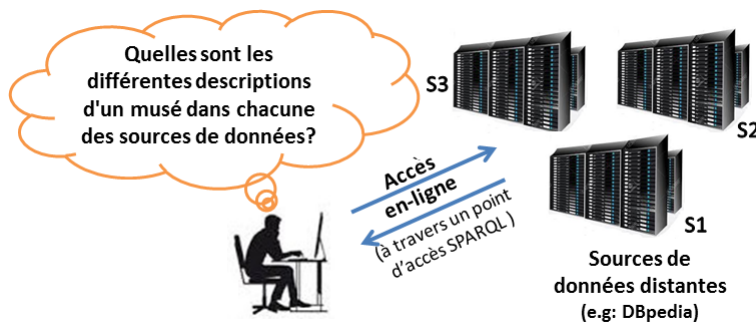 Quelles sont les
différentes descriptions
d'un musé dans chacune
des sources de données?
S3
S2
S1
Accès
en-ligne
(à travers un point
d'accès SPARQL)
Sources de
données distantes
(e.g: DBpedia)